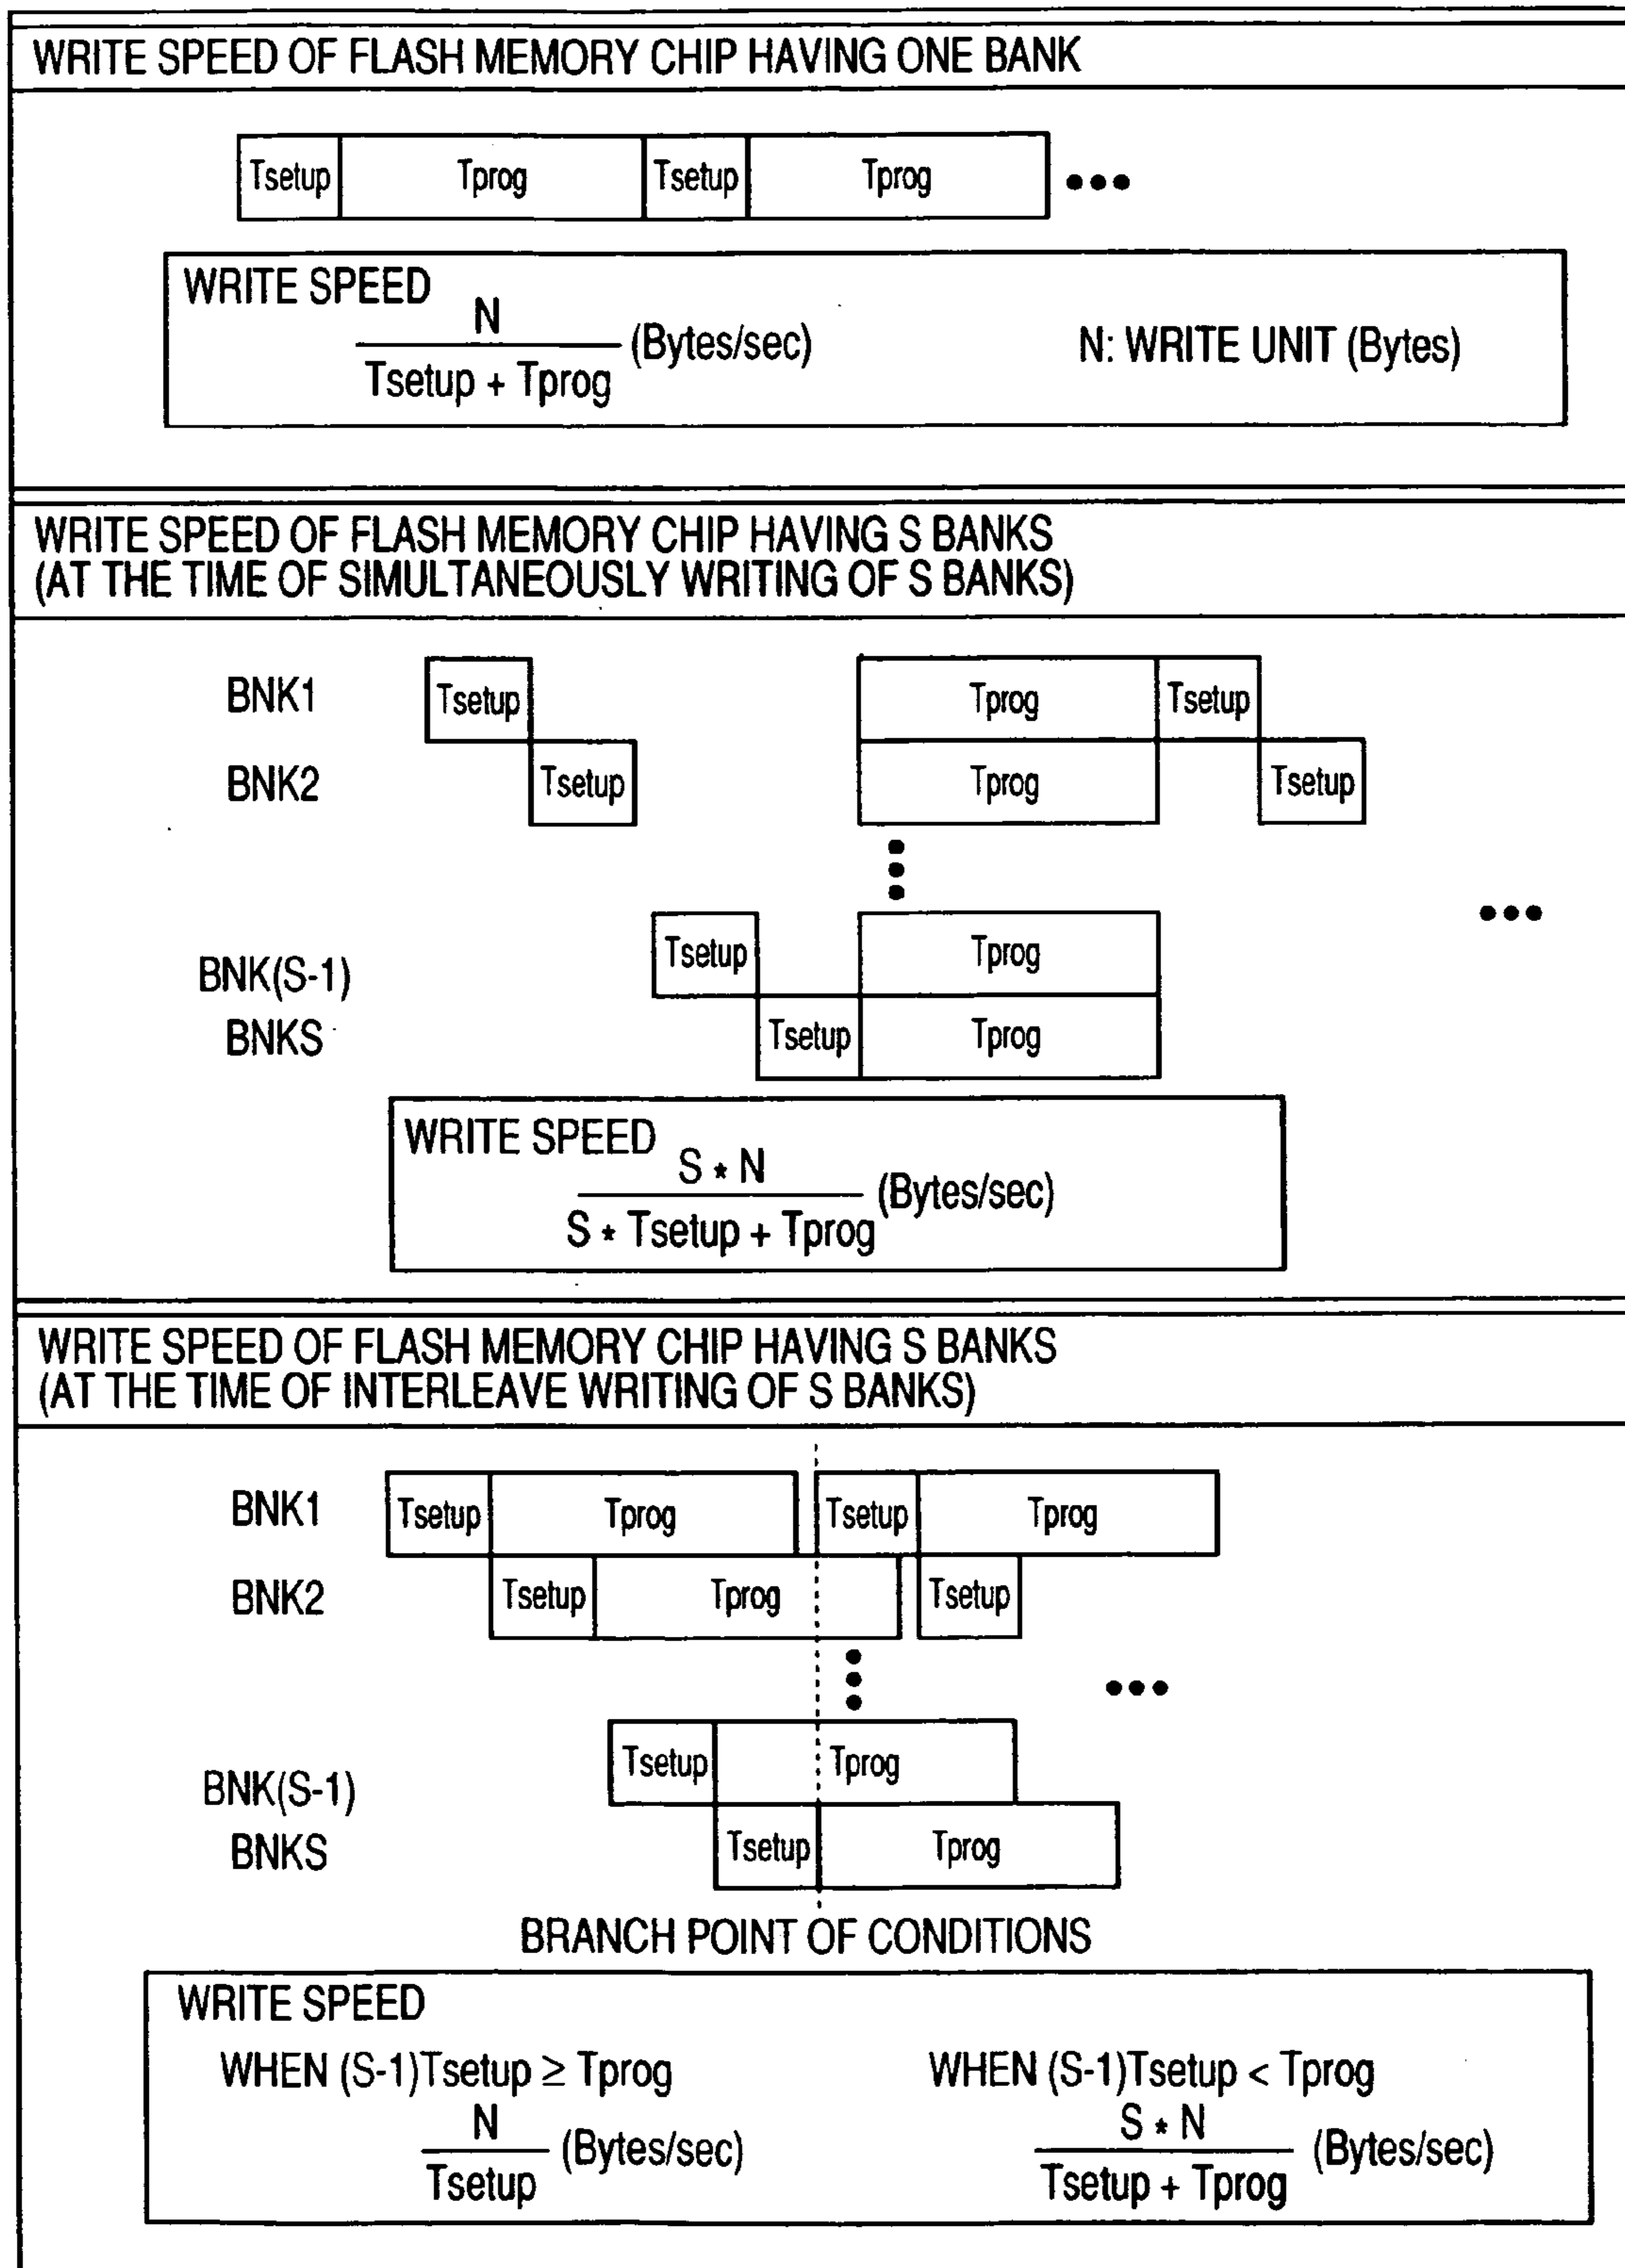 WRITE SPEED OF FLASH MEMORY CHIP HAVING ONE BANK
Tsetup Tprog Tsetup Tprog •••
WRITE SPEED
N
Tsetup + Tprog
(Bytes/sec)
N: WRITE UNIT (Bytes)
WRITE SPEED OF FLASH MEMORY CHIP HAVING S BANKS
(AT THE TIME OF SIMULTANEOUSLY WRITING OF S BANKS)
BNK1 Tsetup Tprog Tsetup
BNK2 Tsetup Tprog Tsetup
•••
BNK(S-1) Tsetup Tprog
BNKS Tsetup Tprog
WRITE SPEED
S * N
S * Tsetup + Tprog
(Bytes/sec)
WRITE SPEED OF FLASH MEMORY CHIP HAVING S BANKS
(AT THE TIME OF INTERLEAVE WRITING OF S BANKS)
BNK1 Tsetup Tprog Tsetup Tprog
BNK2 Tsetup Tprog Tsetup
•••
BNK(S-1) Tsetup Tprog
BNKS Tsetup Tprog
BRANCH POINT OF CONDITIONS
WRITE SPEED
WHEN (S-1)Tsetup ≥ Tprog
N
Tsetup
(Bytes/sec)
WHEN (S-1)Tsetup < Tprog
S * N
Tsetup + Tprog
(Bytes/sec)